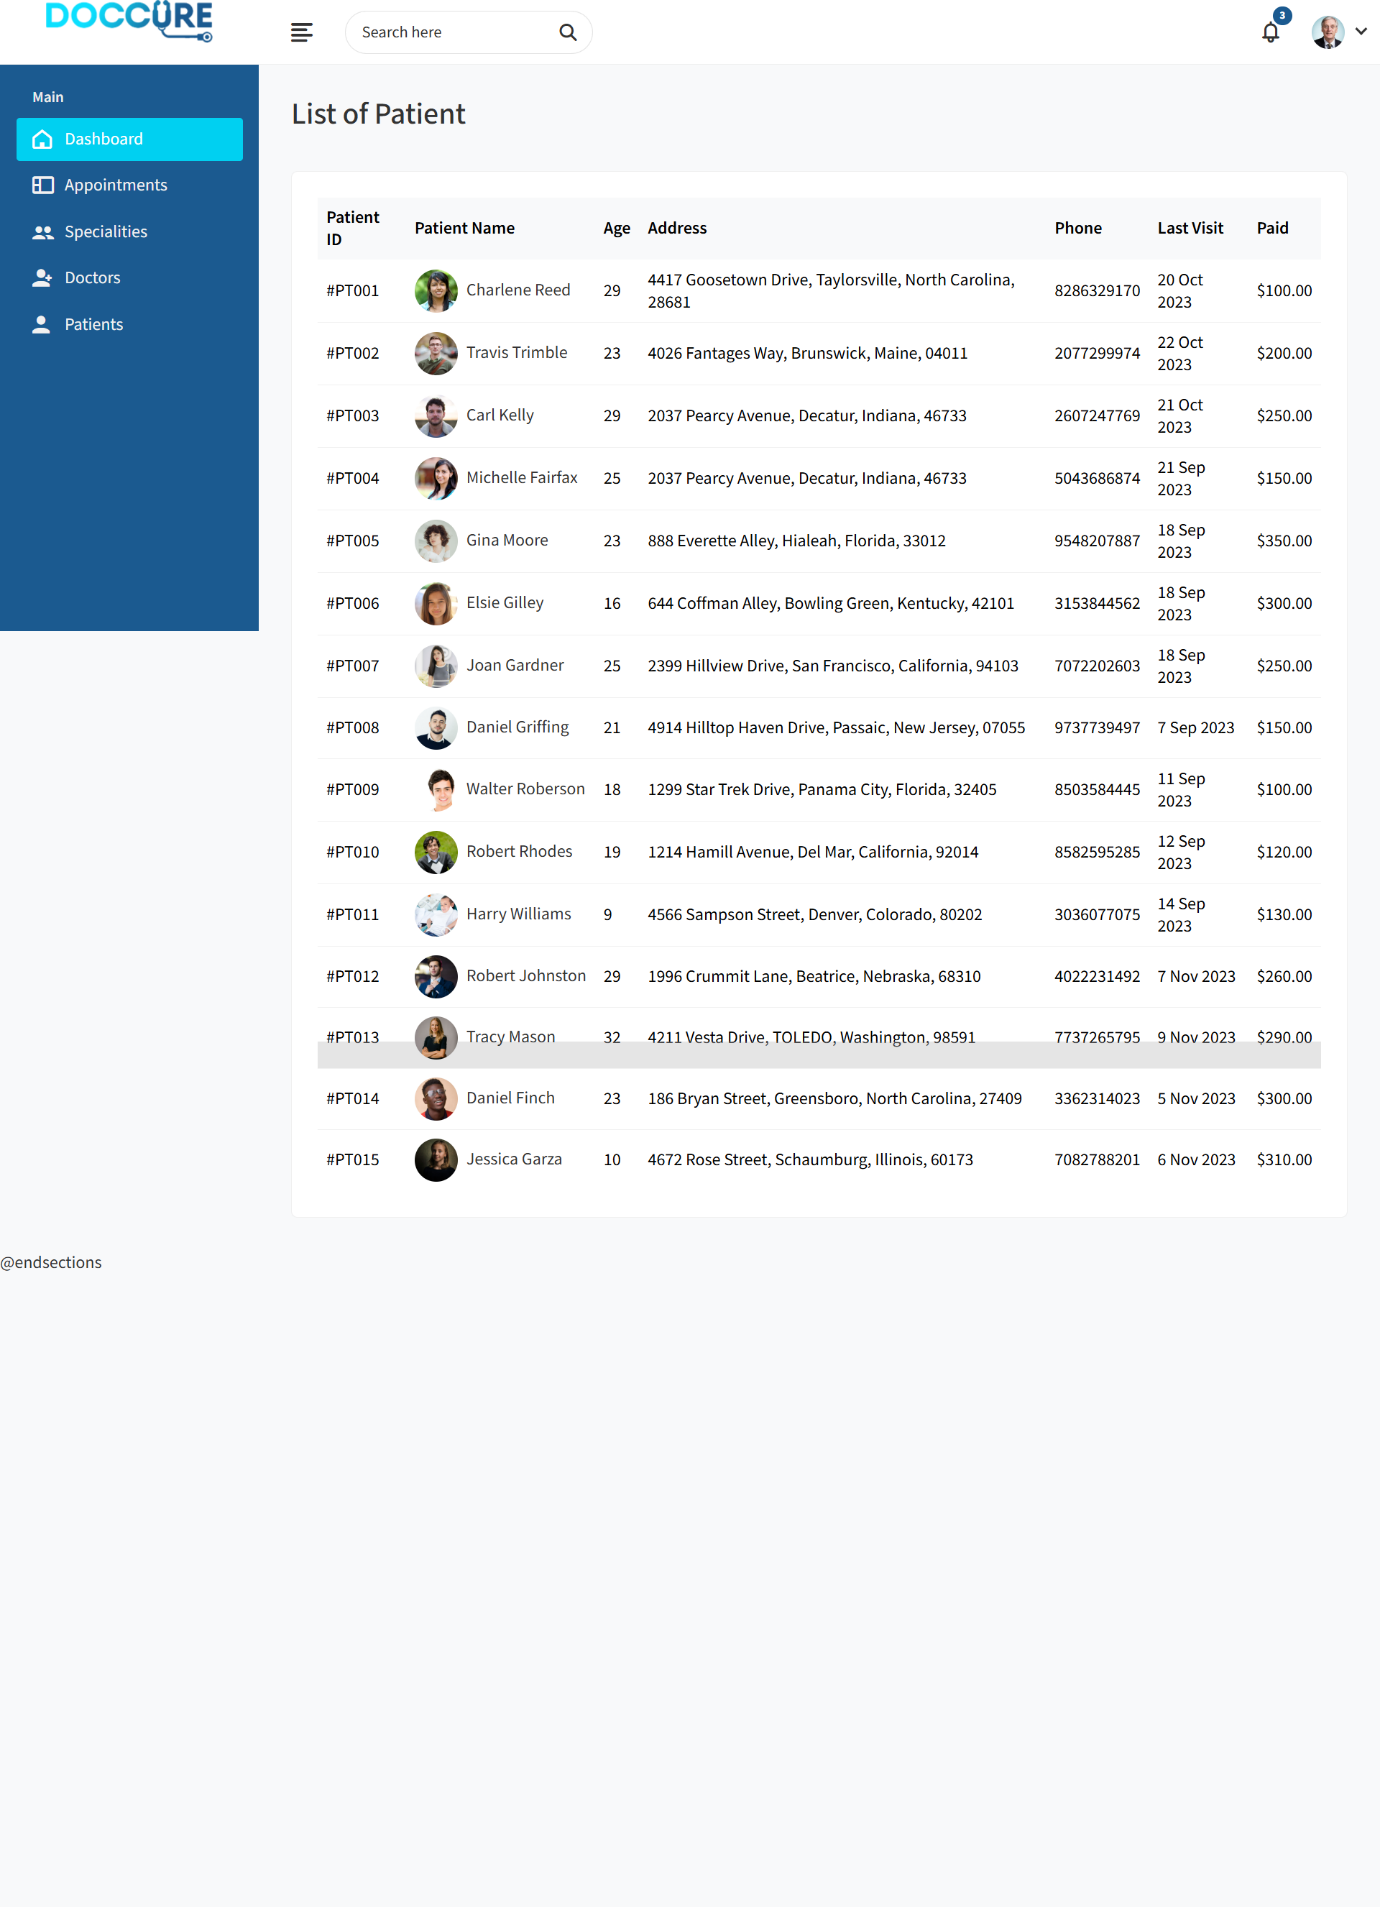 DOCCURE
Search here
3
Main
Dashboard
Appointments
Specialities
Doctors
Patients
List of Patient
Patient ID Patient Name Age Address Phone Last Visit Paid
#PT001 Charlene Reed 29 4417 Goosetown Drive, Taylorsville, North Carolina, 28681 8286329170 20 Oct 2023 $100.00
#PT002 Travis Trimble 23 4026 Fantages Way, Brunswick, Maine, 04011 2077299974 22 Oct 2023 $200.00
#PT003 Carl Kelly 29 2037 Pearcy Avenue, Decatur, Indiana, 46733 2607247769 21 Oct 2023 $250.00
#PT004 Michelle Fairfax 25 2037 Pearcy Avenue, Decatur, Indiana, 46733 5043686874 21 Sep 2023 $150.00
#PT005 Gina Moore 23 888 Everette Alley, Hialeah, Florida, 33012 9548207887 18 Sep 2023 $350.00
#PT006 Elsie Gilley 16 644 Coffman Alley, Bowling Green, Kentucky, 42101 3153844562 18 Sep 2023 $300.00
#PT007 Joan Gardner 25 2399 Hillview Drive, San Francisco, California, 94103 7072202603 18 Sep 2023 $250.00
#PT008 Daniel Griffing 21 4914 Hilltop Haven Drive, Passaic, New Jersey, 07055 9737739497 7 Sep 2023 $150.00
#PT009 Walter Roberson 18 1299 Star Trek Drive, Panama City, Florida, 32405 8503584445 11 Sep 2023 $100.00
#PT010 Robert Rhodes 19 1214 Hamill Avenue, Del Mar, California, 92014 8582595285 12 Sep 2023 $120.00
#PT011 Harry Williams 9 4566 Sampson Street, Denver, Colorado, 80202 3036077075 14 Sep 2023 $130.00
#PT012 Robert Johnston 29 1996 Crummit Lane, Beatrice, Nebraska, 68310 4022231492 7 Nov 2023 $260.00
#PT013 Tracy Mason 32 4211 Vesta Drive, TOLEDO, Washington, 98591 7737265795 9 Nov 2023 $290.00
#PT014 Daniel Finch 23 186 Bryan Street, Greensboro, North Carolina, 27409 3362314023 5 Nov 2023 $300.00
#PT015 Jessica Garza 10 4672 Rose Street, Schaumburg, Illinois, 60173 7082788201 6 Nov 2023 $310.00
@endsections